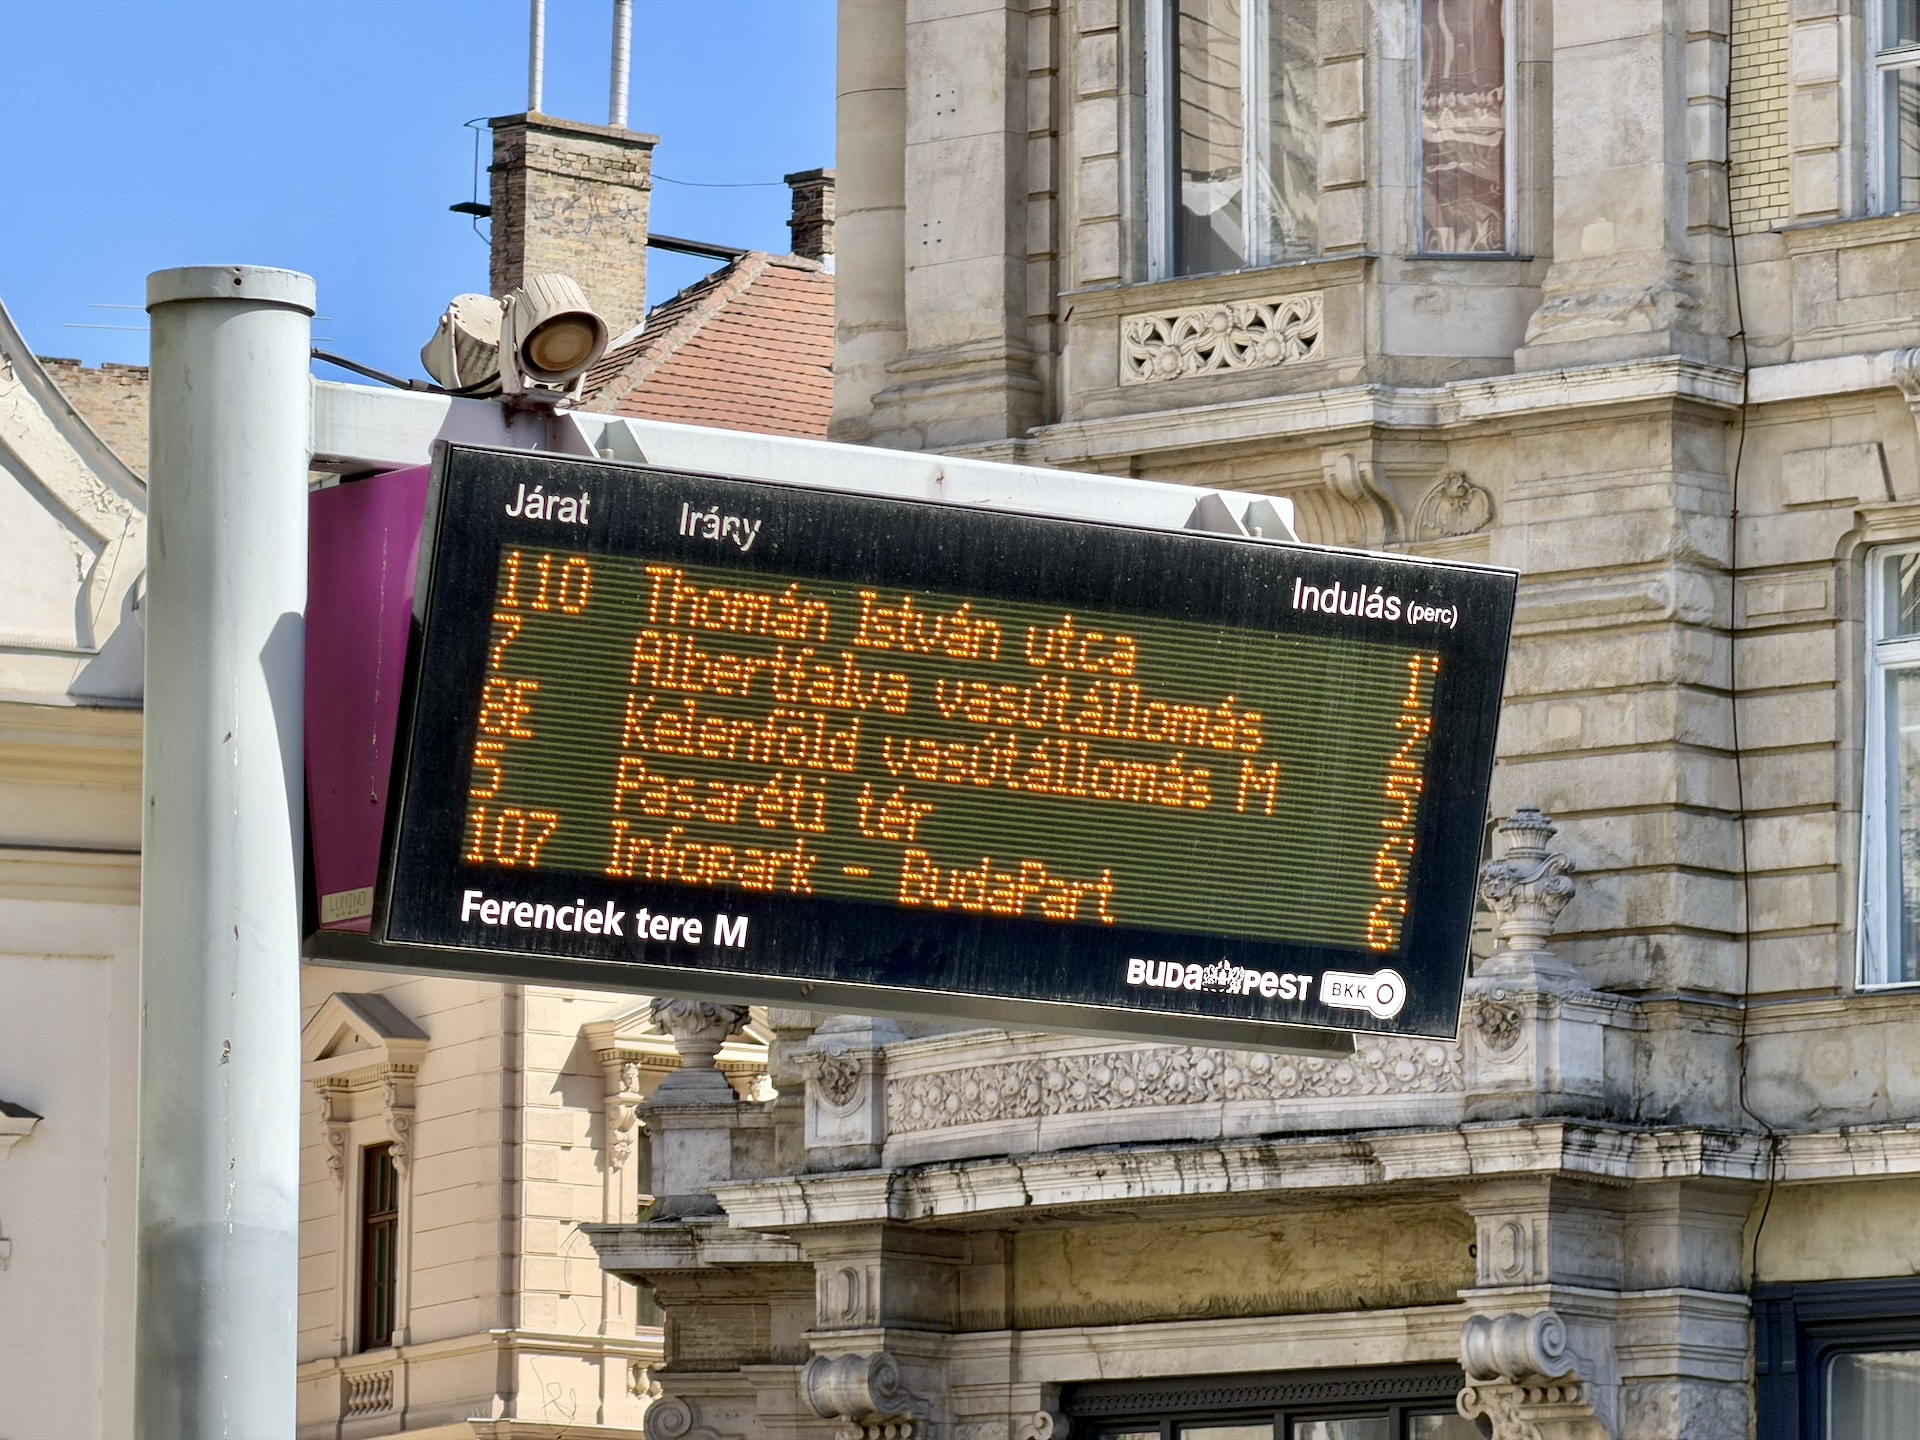 Járat Irány Indulás (perc)
110 Thomán István utca 1'
7 Albertfalva vasútállomás 2'
8E Kelenföld vasútállomás M 5'
5 Pasaréti tér 6'
107 Infopark - BudaPart 6'
Ferenciek tere M
BUDAPEST BKK
LUMINO